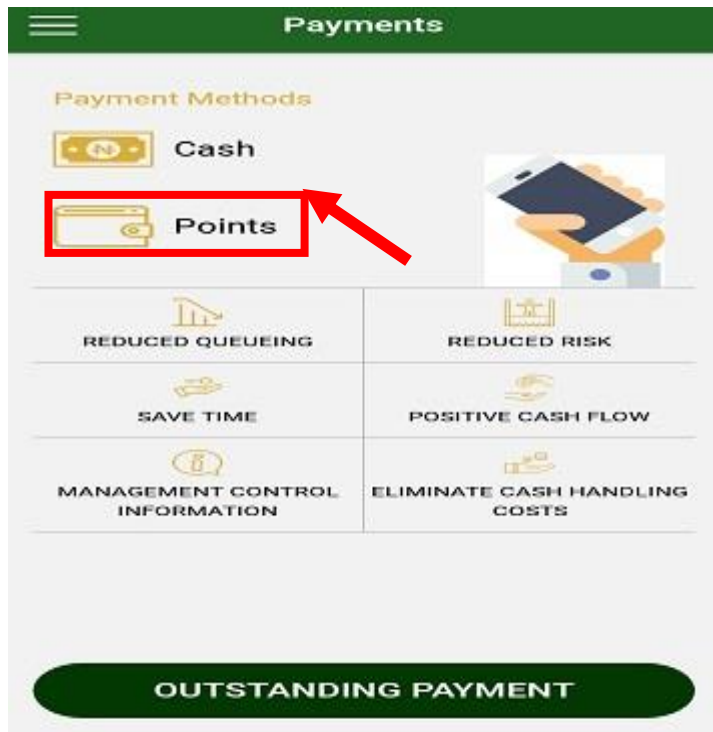 Payments
Payment Methods
N
Cash
Points
REDUCED QUEUEING
REDUCED RISK
SAVE TIME
POSITIVE CASH FLOW
MANAGEMENT CONTROL
INFORMATION
ELIMINATE CASH HANDLING
COSTS
OUTSTANDING PAYMENT